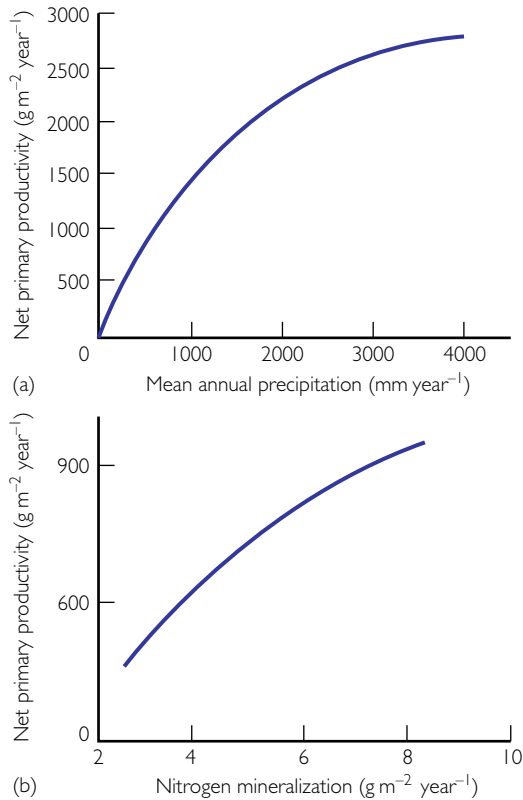 3000
2500
2000
1500
1000
500
0
1000 2000 3000 4000
Net primary productivity (g m⁻² year⁻¹)
(a) Mean annual precipitation (mm year⁻¹)
900
600
0
2 4 6 8 10
Net primary productivity (g m⁻² year⁻¹)
(b) Nitrogen mineralization (g m⁻² year⁻¹)